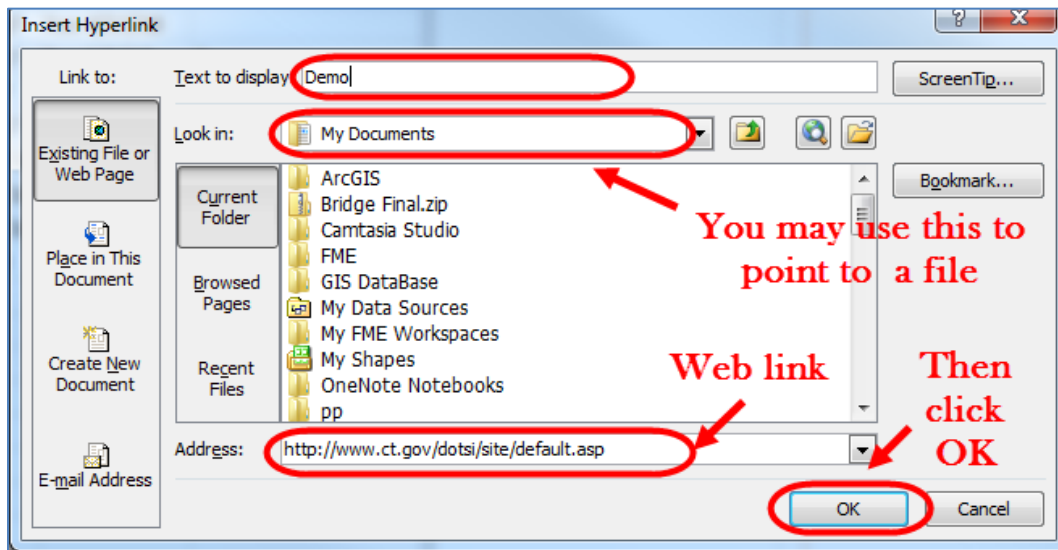 Insert Hyperlink
Link to:
Text to display
Demo
ScreenTip...
Existing File or
Web Page
Look in:
My Documents
Place in This
Document
Create New
Document
E-mail Address
Current
Folder
Browsed
Pages
Recent
Files
ArcGIS
Bridge Final.zip
Camtasia Studio
FME
GIS DataBase
My Data Sources
My FME Workspaces
My Shapes
OneNote Notebooks
pp
Bookmark...
You may use this to
point to a file
Web link
Then
click
OK
Address:
http://www.ct.gov/dotsi/site/default.asp
OK
Cancel